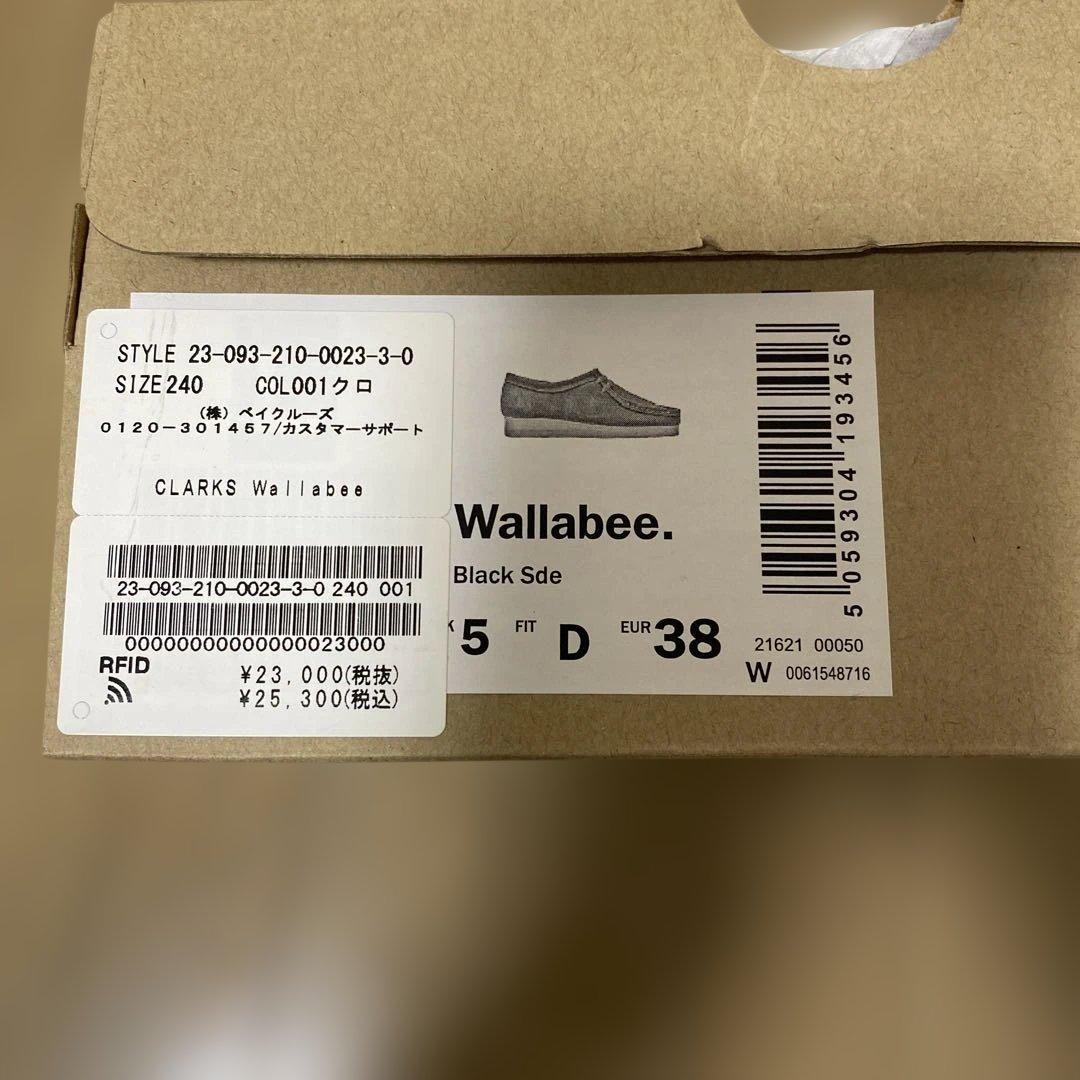 STYLE 23-093-210-0023-3-0
SIZE240 COL001クロ
(株) ベイクルーズ
0120-301457/カスタマーサポート
CLARKS Wallabee
23-093-210-0023-3-0 240 001
000000000000000023000
RFID
¥23,000(税抜)
¥25,300(税込)
Wallabee.
Black Sde
K 5 FIT D EUR 38
5 059304 193456
21621 00050
W 0061548716